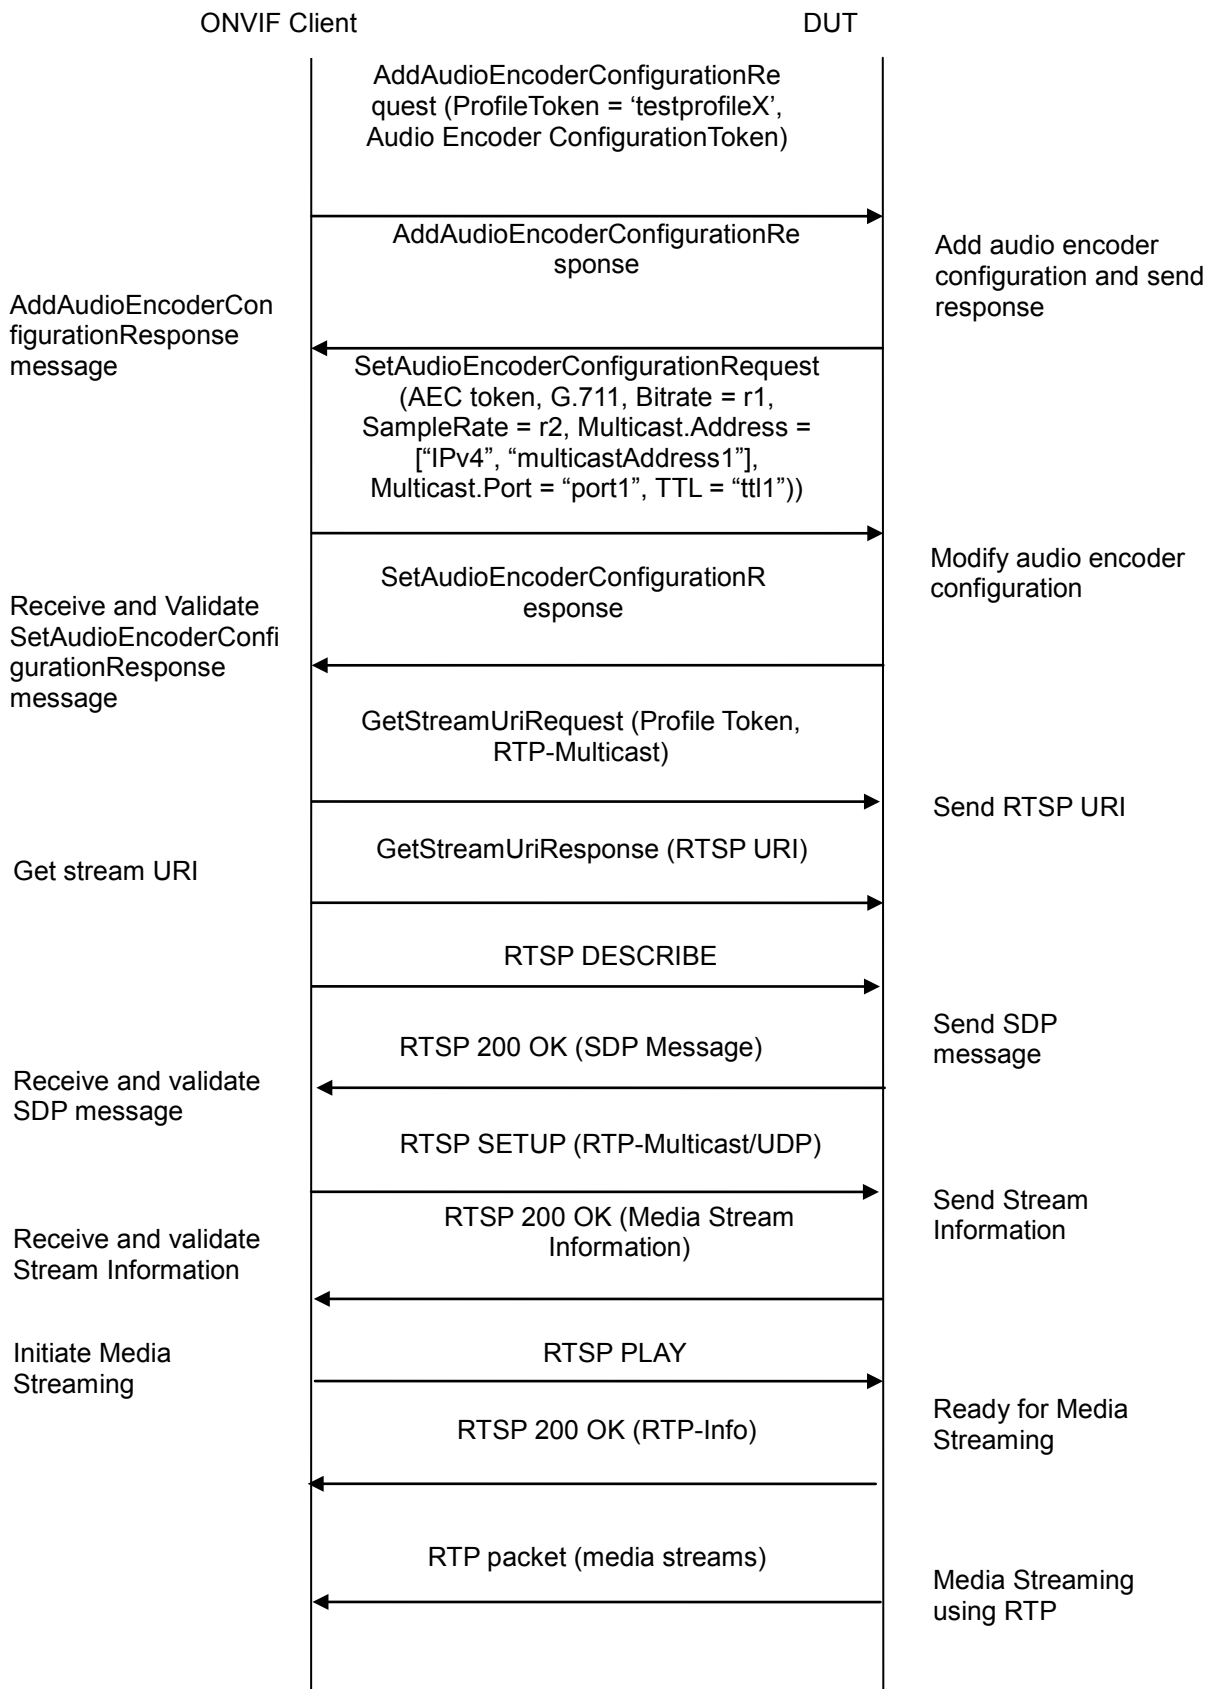 ONVIF Client
DUT
AddAudioEncoderConfigurationRe
quest (ProfileToken = ‘testprofileX’,
Audio Encoder ConfigurationToken)
AddAudioEncoderConfigurationRe
sponse
Add audio encoder
configuration and send
response
AddAudioEncoderCon
figurationResponse
message
SetAudioEncoderConfigurationRequest
(AEC token, G.711, Bitrate = r1,
SampleRate = r2, Multicast.Address =
[“IPv4”, “multicastAddress1”],
Multicast.Port = “port1”, TTL = “ttl1”))
Modify audio encoder
configuration
SetAudioEncoderConfigurationR
esponse
Receive and Validate
SetAudioEncoderConfi
gurationResponse
message
GetStreamUriRequest (Profile Token,
RTP-Multicast)
Send RTSP URI
GetStreamUriResponse (RTSP URI)
Get stream URI
RTSP DESCRIBE
Send SDP
message
RTSP 200 OK (SDP Message)
Receive and validate
SDP message
RTSP SETUP (RTP-Multicast/UDP)
Send Stream
Information
RTSP 200 OK (Media Stream
Information)
Receive and validate
Stream Information
Initiate Media
Streaming
RTSP PLAY
Ready for Media
Streaming
RTSP 200 OK (RTP-Info)
RTP packet (media streams)
Media Streaming
using RTP